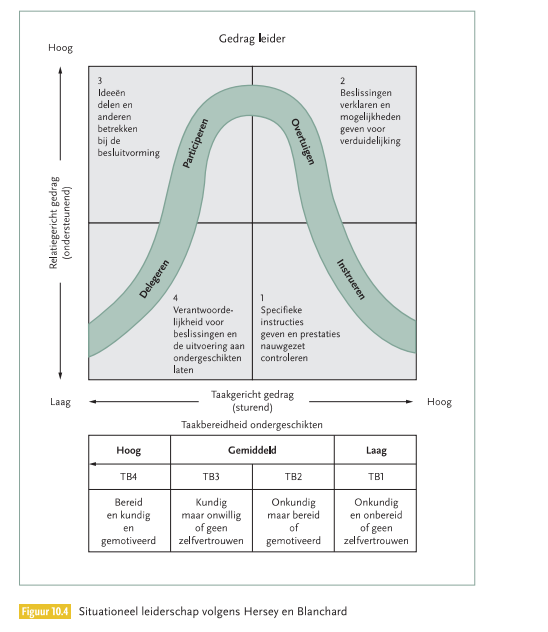 Gedrag leider
Hoog
3
Ideeën
delen en
anderen
betrekken
bij de
besluitvorming
2
Beslissingen
verklaren en
mogelijkheden
geven voor
verduidelijking
Participeren
Overtuigen
Relatiegericht gedrag
(ondersteunend)
Delegeren
Instrueren
4
Verantwoorde-
lijkheid voor
beslissingen en
de uitvoering aan
ondergeschikten
laten
1
Specifieke
instructies
geven en prestaties
nauwgezet
controleren
Laag
Taakgericht gedrag
(sturend)
Hoog
Taakbereidheid ondergeschikten
Hoog Gemiddeld Laag
TB4 TB3 TB2 TB1
Bereid Kundig Onkundig Onkundig
en kundig maar onwillig maar bereid en onbereid
en of geen of of geen
gemotiveerd zelfvertrouwen gemotiveerd zelfvertrouwen
Figuur 10.4 Situationeel leiderschap volgens Hersey en Blanchard